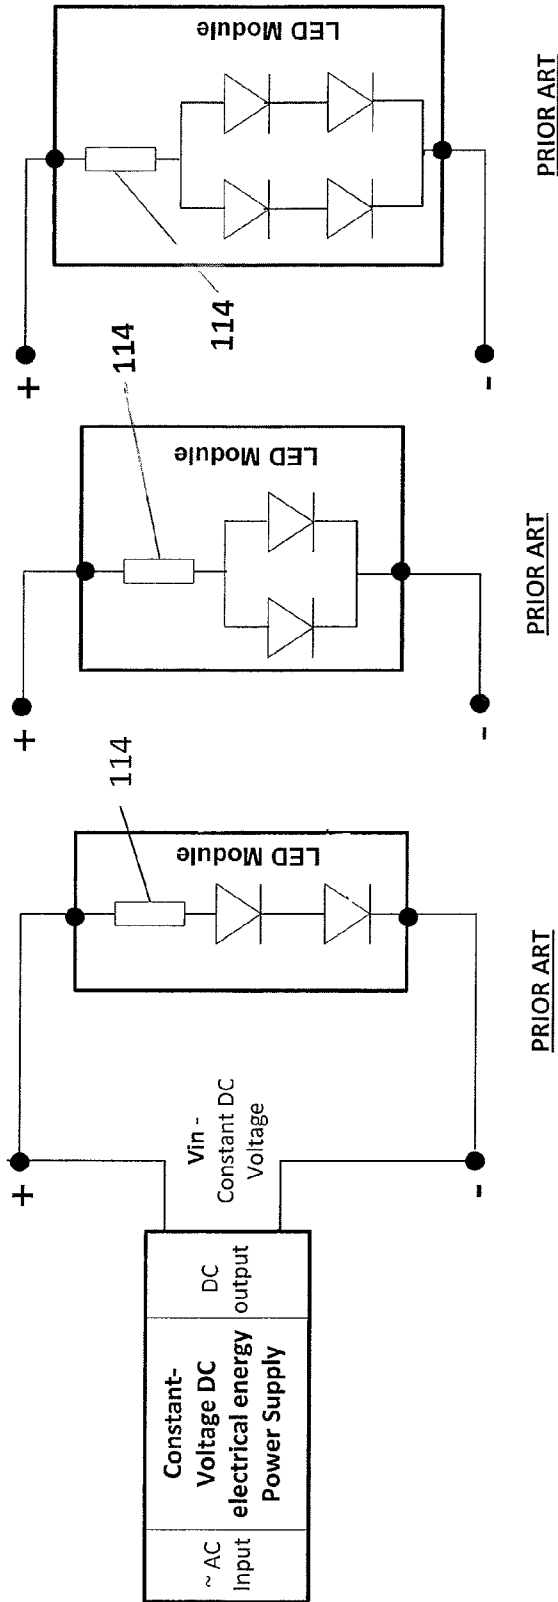 ~ AC
Input
Constant-
Voltage DC
electrical energy
Power Supply
DC
output
Vin -
Constant DC
Voltage
+
-
114
LED Module
PRIOR ART
+
-
114
LED Module
PRIOR ART
+
-
114
LED Module
PRIOR ART